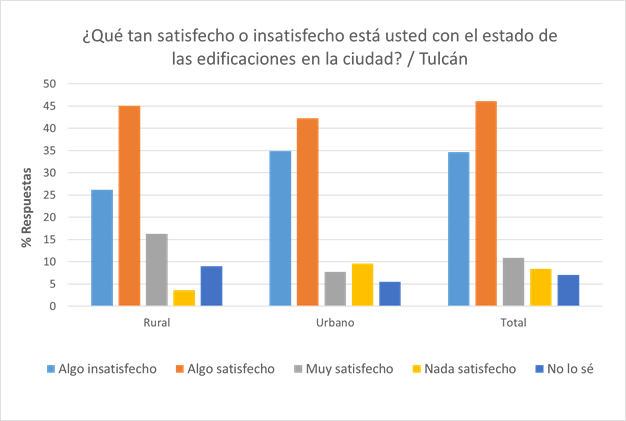 ¿Qué tan satisfecho o insatisfecho está usted con el estado de
las edificaciones en la ciudad? / Tulcán
50
45
40
35
30
25
20
15
10
5
0
% Respuestas
Rural Urbano Total
Algo insatisfecho Algo satisfecho Muy satisfecho Nada satisfecho No lo sé